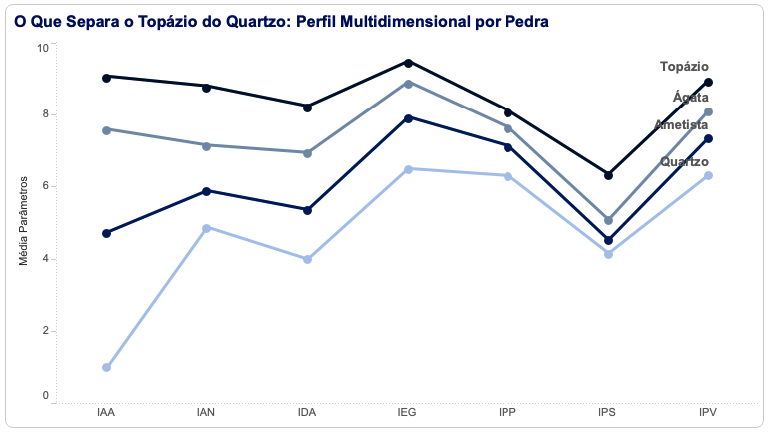 O Que Separa o Topázio do Quartzo: Perfil Multidimensional por Pedra
10
8
6
4
2
0
Média Parâmetros
Topázio
Ágata
Ametista
Quartzo
IAA IAN IDA IEG IPP IPS IPV